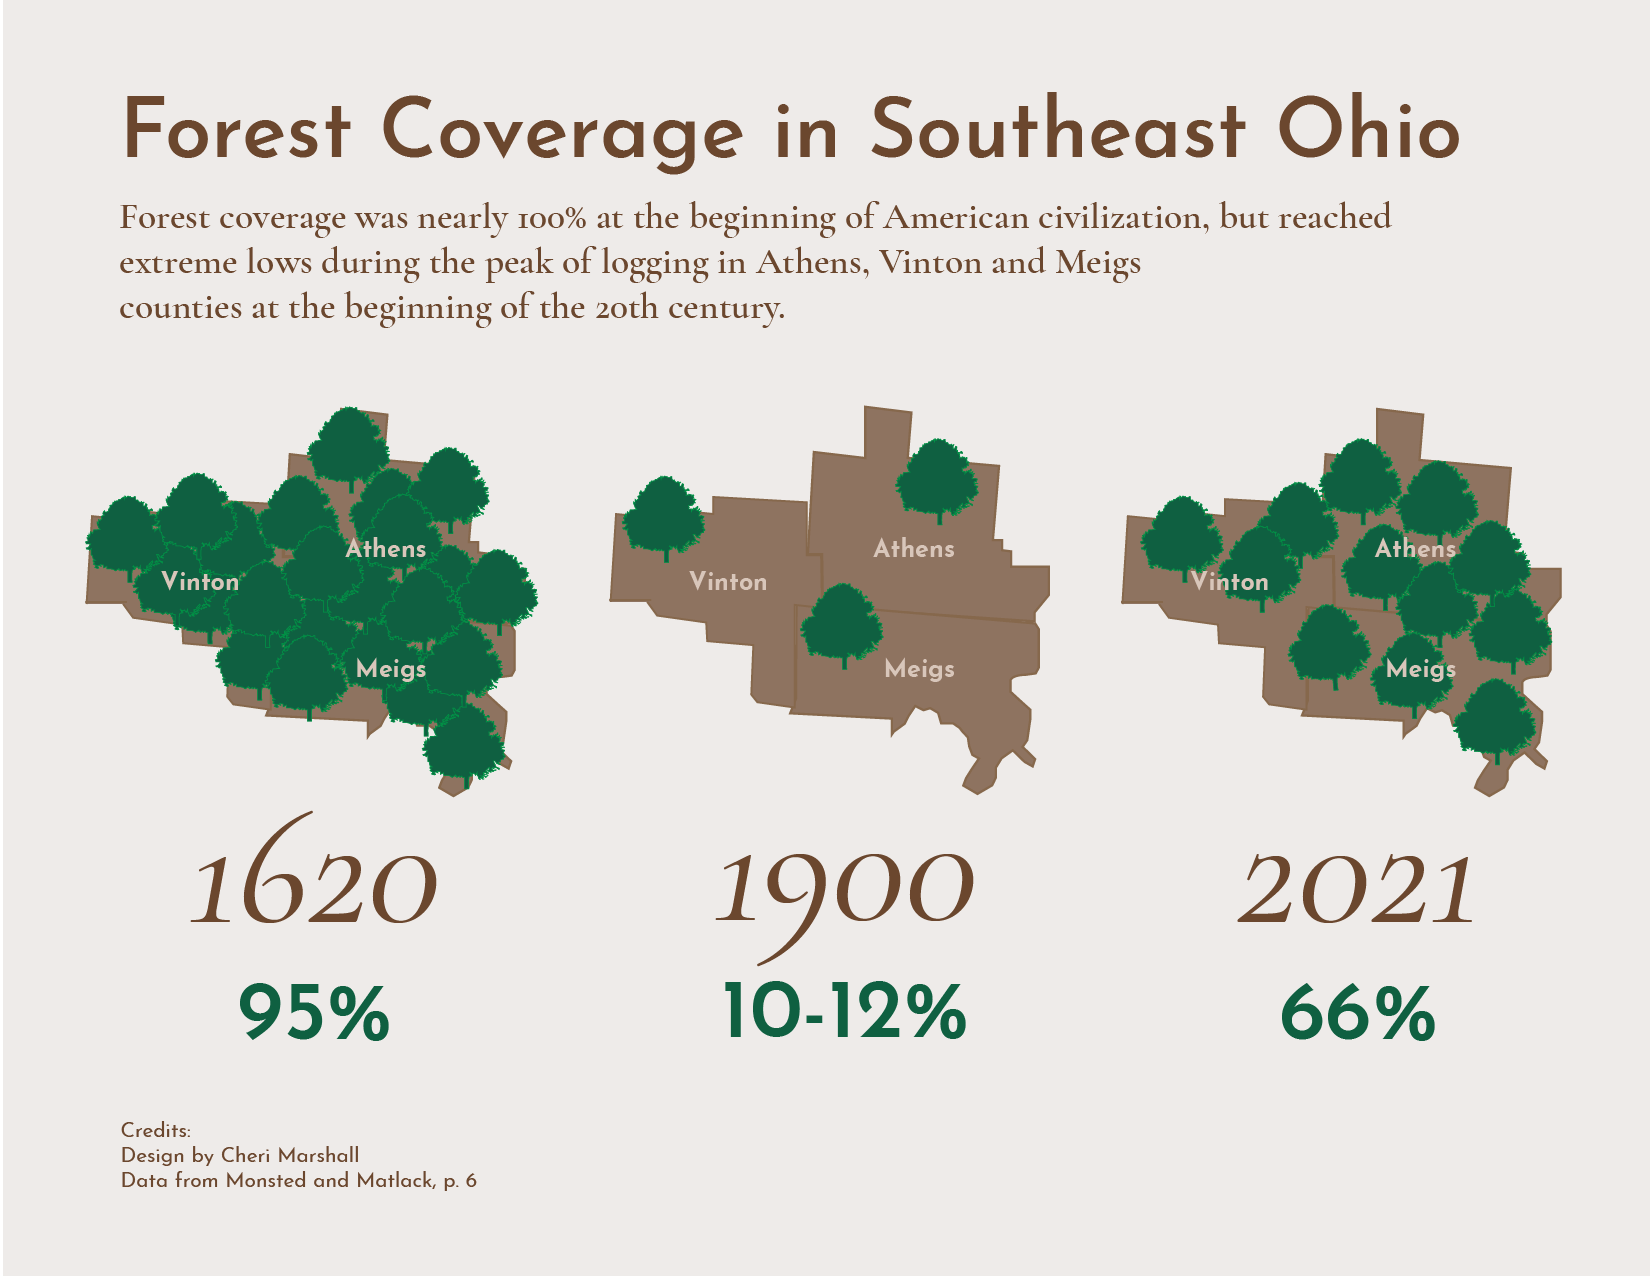 Forest Coverage in Southeast Ohio
Forest coverage was nearly 100% at the beginning of American civilization, but reached
extreme lows during the peak of logging in Athens, Vinton and Meigs
counties at the beginning of the 20th century.
Athens
Vinton
Meigs
Athens
Vinton
Meigs
Athens
Vinton
Meigs
1620
1900
2021
95%
10-12%
66%
Credits:
Design by Cheri Marshall
Data from Monsted and Matlack, p. 6